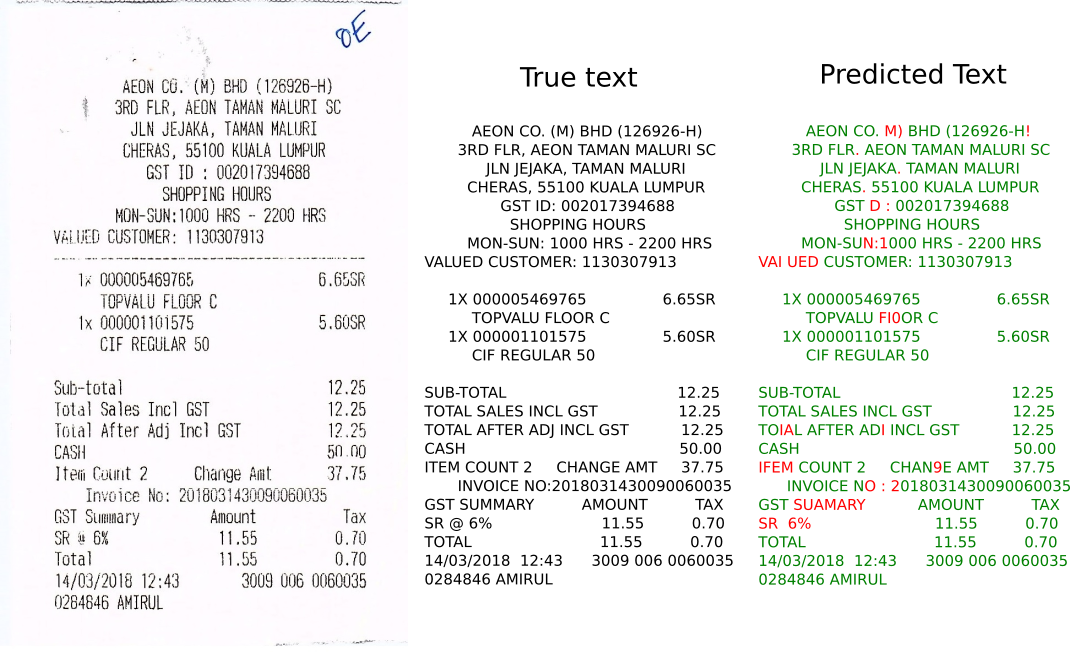 OE
AEON CO. (M) BHD (126926-H)
3RD FLR, AEON TAMAN MALURI SC
JLN JEJAKA, TAMAN MALURI
CHERAS, 55100 KUALA LUMPUR
GST ID : 002017394688
SHOPPING HOURS
MON-SUN:1000 HRS - 2200 HRS
VALUED CUSTOMER: 1130307913
1x 000005469765 6.65SR
TOPVALU FLOOR C
1x 000001101575 5.60SR
CIF REGULAR 50
Sub-total 12.25
Total Sales Incl GST 12.25
Total After Adj Incl GST 12.25
CASH 50.00
Item Count 2 Change Amt 37.75
Invoice No: 2018031430090060035
GST Summary Amount Tax
SR @ 6% 11.55 0.70
Total 11.55 0.70
14/03/2018 12:43 3009 006 0060035
0284846 AMIRUL
True text
AEON CO. (M) BHD (126926-H)
3RD FLR, AEON TAMAN MALURI SC
JLN JEJAKA, TAMAN MALURI
CHERAS, 55100 KUALA LUMPUR
GST ID: 002017394688
SHOPPING HOURS
MON-SUN: 1000 HRS - 2200 HRS
VALUED CUSTOMER: 1130307913
1X 000005469765 6.65SR
TOPVALU FLOOR C
1X 000001101575 5.60SR
CIF REGULAR 50
SUB-TOTAL 12.25
TOTAL SALES INCL GST 12.25
TOTAL AFTER ADJ INCL GST 12.25
CASH 50.00
ITEM COUNT 2 CHANGE AMT 37.75
INVOICE NO:2018031430090060035
GST SUMMARY AMOUNT TAX
SR @ 6% 11.55 0.70
TOTAL 11.55 0.70
14/03/2018 12:43 3009 006 0060035
0284846 AMIRUL
Predicted Text
AEON CO. M) BHD (126926-H!
3RD FLR. AEON TAMAN MALURI SC
JLN JEJAKA. TAMAN MALURI
CHERAS. 55100 KUALA LUMPUR
GST D : 002017394688
SHOPPING HOURS
MON-SUN:1000 HRS - 2200 HRS
VAI UED CUSTOMER: 1130307913
1X 000005469765 6.65SR
TOPVALU FI0OR C
1X 000001101575 5.60SR
CIF REGULAR 50
SUB-TOTAL 12.25
TOTAL SALES INCL GST 12.25
TOIAL AFTER ADI INCL GST 12.25
CASH 50.00
IFEM COUNT 2 CHAN9E AMT 37.75
INVOICE NO : 2018031430090060035
GST SUAMARY AMOUNT TAX
SR 6% 11.55 0.70
TOTAL 11.55 0.70
14/03/2018 12:43 3009 006 0060035
0284846 AMIRUL